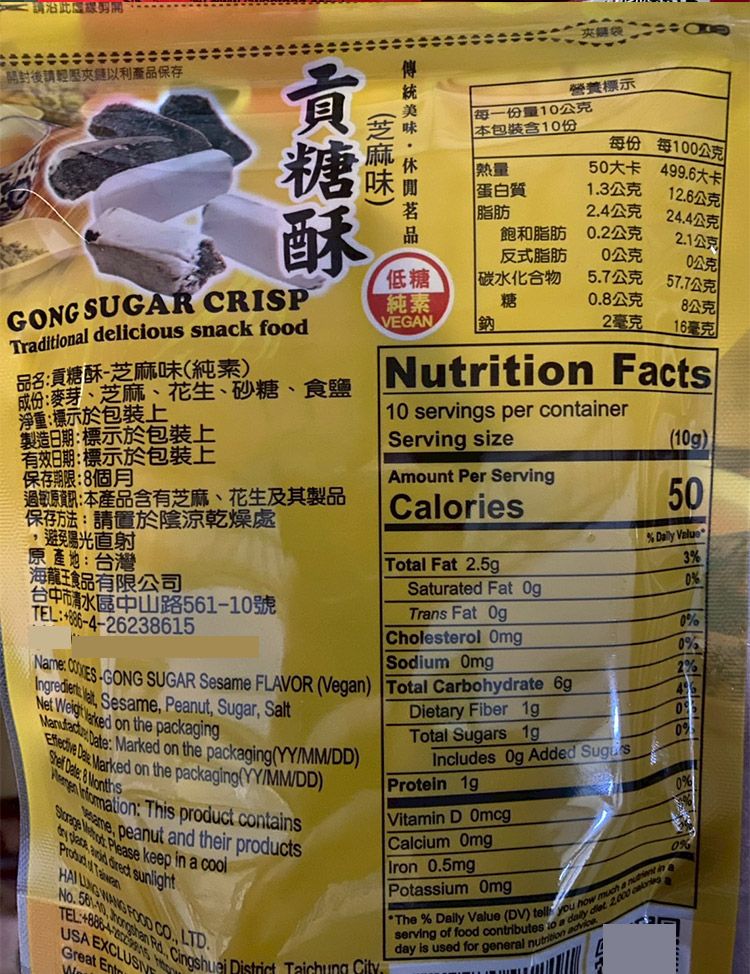 請沿此虛線剪開
夾鏈袋
開封後請輕壓夾鏈以利產品保存
貢糖酥
(芝麻味)
傳統美味・休閒茗品
低糖
純素
VEGAN
GONG SUGAR CRISP
Traditional delicious snack food
營養標示
每一份量10公克
本包裝含10份
每份 每100公克
熱量 50大卡 499.6大卡
蛋白質 1.3公克 12.6公克
脂肪 2.4公克 24.4公克
飽和脂肪 0.2公克 2.1公克
反式脂肪 0公克 0公克
碳水化合物 5.7公克 57.7公克
糖 0.8公克 8公克
鈉 2毫克 16毫克
品名:貢糖酥-芝麻味(純素)
成份:麥芽、芝麻、花生、砂糖、食鹽
淨重:標示於包裝上
製造日期:標示於包裝上
有效日期:標示於包裝上
保存期限:8個月
過敏原資訊:本產品含有芝麻、花生及其製品
保存方法:請置於陰涼乾燥處
,避免陽光直射
原產地:台灣
海龍王食品有限公司
台中市清水區中山路561-10號
TEL:+886-4-26238615
Name: COOKIES-GONG SUGAR Sesame FLAVOR (Vegan)
Ingredient: Malt, Sesame, Peanut, Sugar, Salt
Net Weight: Marked on the packaging
Manufacture Date: Marked on the packaging(YY/MM/DD)
Effective Date: Marked on the packaging(YY/MM/DD)
Shelf Date: 8 Months
Allergen Information: This product contains
sesame, peanut and their products
Storage Method: Please keep in a cool
dry place, avoid direct sunlight
Product of Taiwan
HAI LUNG WANG FOOD CO., LTD.
No. 561-10, Jhongshan Rd., Cingshuei District, Taichung City,
TEL:+886-4-26238615
USA EXCLUSIVE
Great
Nutrition Facts
10 servings per container
Serving size (10g)
Amount Per Serving
Calories 50
% Daily Value*
Total Fat 2.5g 3%
Saturated Fat 0g 0%
Trans Fat 0g
Cholesterol 0mg 0%
Sodium 0mg 0%
Total Carbohydrate 6g 2%
Dietary Fiber 1g 4%
Total Sugars 1g
Includes 0g Added Sugars 0%
Protein 1g
Vitamin D 0mcg 0%
Calcium 0mg
Iron 0.5mg
Potassium 0mg 0%
*The % Daily Value (DV) tells you how much a nutrient in a
serving of food contributes to a daily diet. 2,000 calories a
day is used for general nutrition advice.